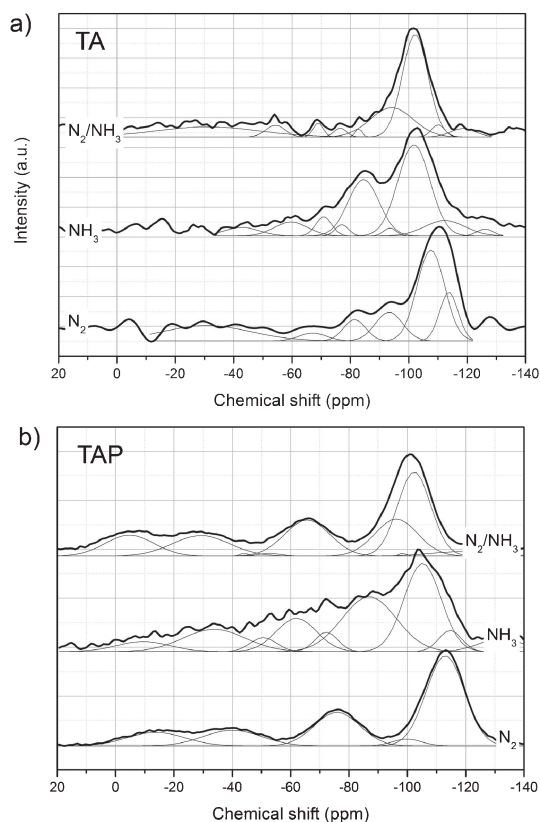 a)
TA
N₂/NH₃
NH₃
N₂
Intensity (a.u.)
20 0 -20 -40 -60 -80 -100 -120 -140
Chemical shift (ppm)
b)
TAP
N₂/NH₃
NH₃
N₂
20 0 -20 -40 -60 -80 -100 -120 -140
Chemical shift (ppm)